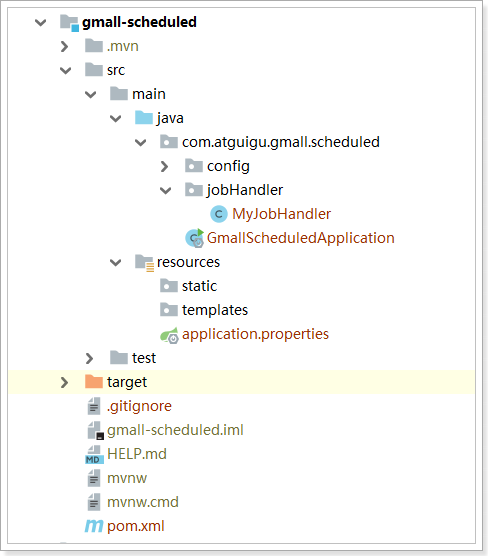 gmall-scheduled
.mvn
src
main
java
com.atguigu.gmall.scheduled
config
jobHandler
C MyJobHandler
C GmallScheduledApplication
resources
static
templates
application.properties
test
target
.gitignore
gmall-scheduled.iml
MD HELP.md
mvnw
mvnw.cmd
m pom.xml